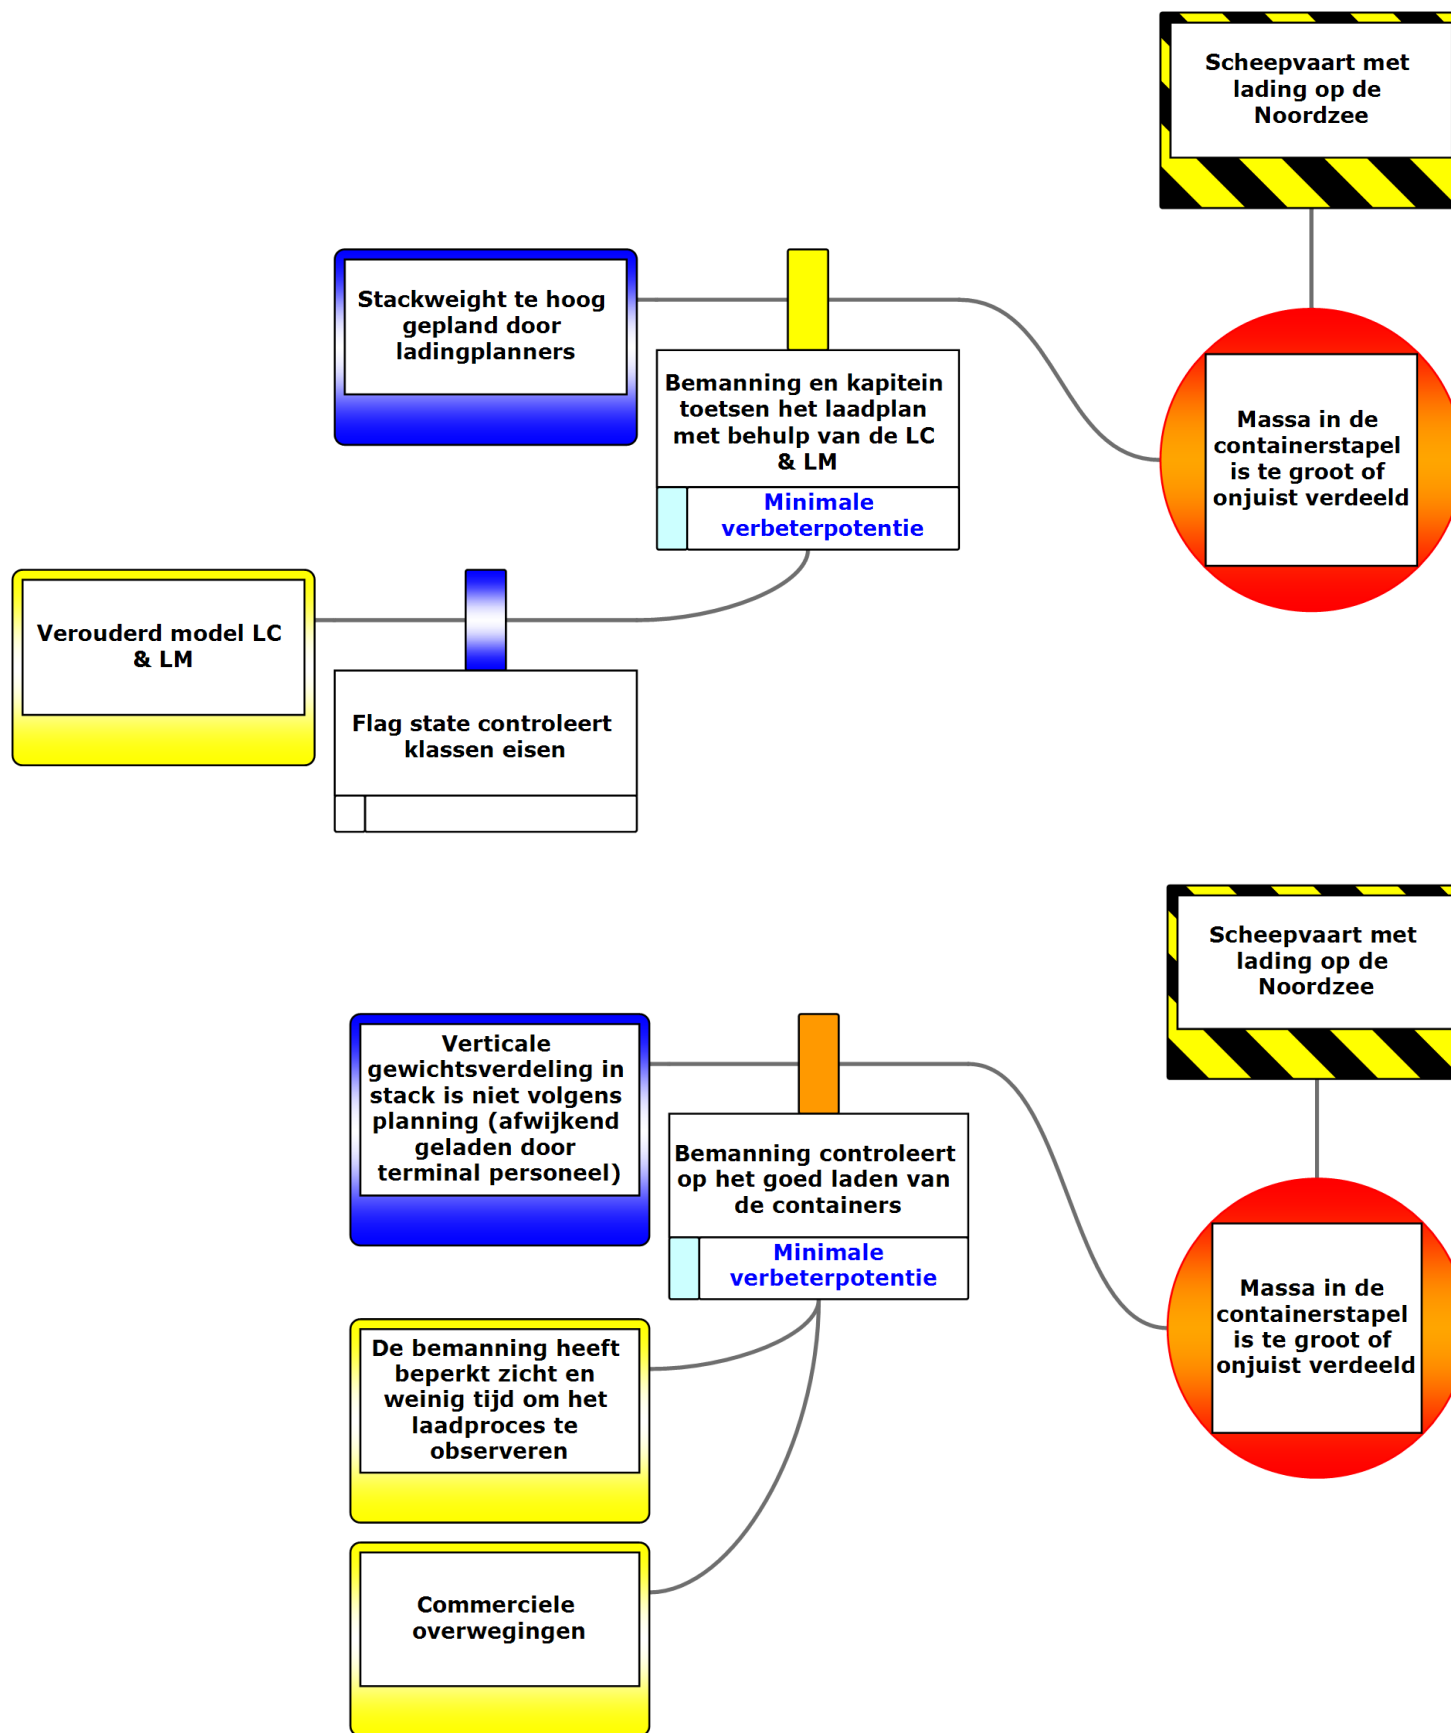 Scheepvaart met
lading op de
Noordzee
Stackweight te hoog
gepland door
ladingplanners
Bemanning en kapitein
toetsen het laadplan
met behulp van de LC
& LM
Minimale
verbeterpotentie
Massa in de
containerstapel
is te groot of
onjuist verdeeld
Verouderd model LC
& LM
Flag state controleert
klassen eisen
Scheepvaart met
lading op de
Noordzee
Verticale
gewichtsverdeling in
stack is niet volgens
planning (afwijkend
geladen door
terminal personeel)
Bemanning controleert
op het goed laden van
de containers
Minimale
verbeterpotentie
Massa in de
containerstapel
is te groot of
onjuist verdeeld
De bemanning heeft
beperkt zicht en
weinig tijd om het
laadproces te
observeren
Commerciele
overwegingen